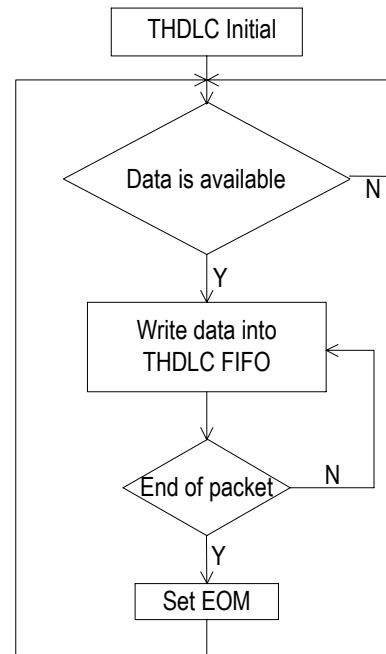 THDLC Initial
Data is available
N
Y
Write data into
THDLC FIFO
End of packet
N
Y
Set EOM